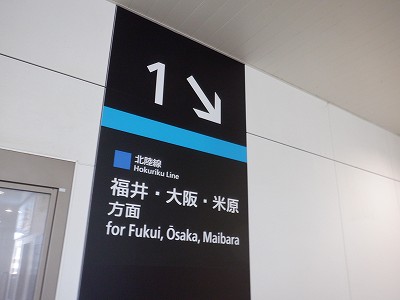 1
北陸線
Hokuriku Line
福井・大阪・米原
方面
for Fukui, Ōsaka, Maibara